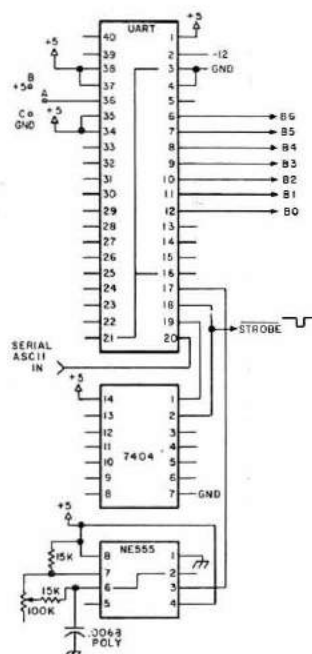 UART
+5 40 1 +5
39 2 -12
38 3 GND
B 37 4
+5 A 36 5
C +5 35 6 B6
GND 34 7 B5
33 8 B4
32 9 B3
31 10 B2
30 11 B1
29 12 B0
28 13
27 14
26 15
25 16
24 17
23 18
22 19 STROBE
21 20
SERIAL
ASCII
IN
+5 14 1
13 2
12 3
11 4
7404
10 5
9 6
8 7 GND
+5
NE555
15K 8 1
7 2
15K 6 3
100K 5 4
.0068
POLY